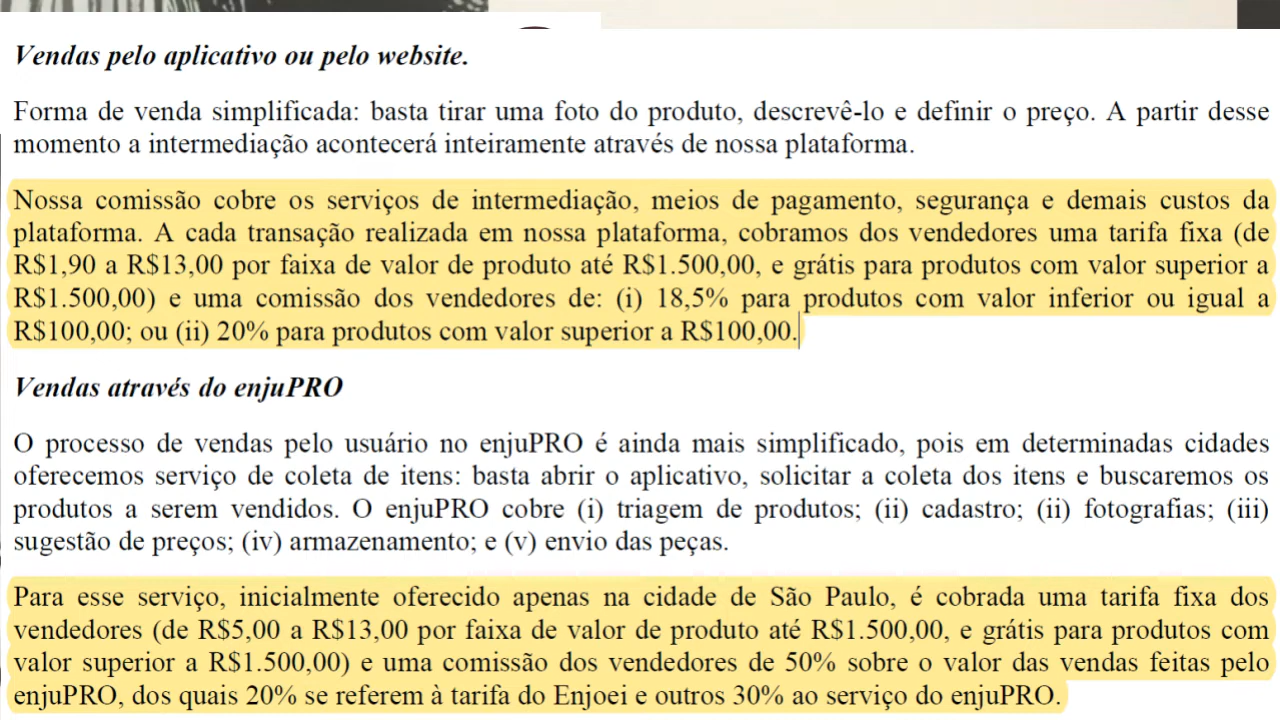 Vendas pelo aplicativo ou pelo website.
Forma de venda simplificada: basta tirar uma foto do produto, descrevê-lo e definir o preço. A partir desse
momento a intermediação acontecerá inteiramente através de nossa plataforma.
Nossa comissão cobre os serviços de intermediação, meios de pagamento, segurança e demais custos da
plataforma. A cada transação realizada em nossa plataforma, cobramos dos vendedores uma tarifa fixa (de
R$1,90 a R$13,00 por faixa de valor de produto até R$1.500,00, e grátis para produtos com valor superior a
R$1.500,00) e uma comissão dos vendedores de: (i) 18,5% para produtos com valor inferior ou igual a
R$100,00; ou (ii) 20% para produtos com valor superior a R$100,00.
Vendas através do enjuPRO
O processo de vendas pelo usuário no enjuPRO é ainda mais simplificado, pois em determinadas cidades
oferecemos serviço de coleta de itens: basta abrir o aplicativo, solicitar a coleta dos itens e buscaremos os
produtos a serem vendidos. O enjuPRO cobre (i) triagem de produtos; (ii) cadastro; (ii) fotografias; (iii)
sugestão de preços; (iv) armazenamento; e (v) envio das peças.
Para esse serviço, inicialmente oferecido apenas na cidade de São Paulo, é cobrada uma tarifa fixa dos
vendedores (de R$5,00 a R$13,00 por faixa de valor de produto até R$1.500,00, e grátis para produtos com
valor superior a R$1.500,00) e uma comissão dos vendedores de 50% sobre o valor das vendas feitas pelo
enjuPRO, dos quais 20% se referem à tarifa do Enjoei e outros 30% ao serviço do enjuPRO.